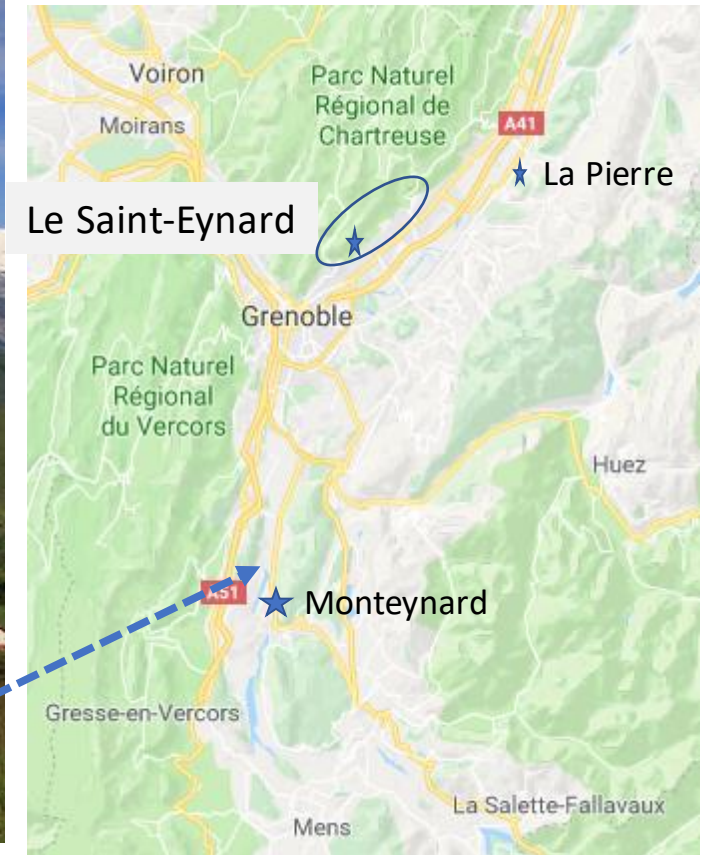 Voiron
Parc Naturel
Régional de
Chartreuse
Moirans
A41
La Pierre
Le Saint-Eynard
Grenoble
Parc Naturel
Régional
du Vercors
Huez
A51
Monteynard
Gresse-en-Vercors
La Salette-Fallavaux
Mens